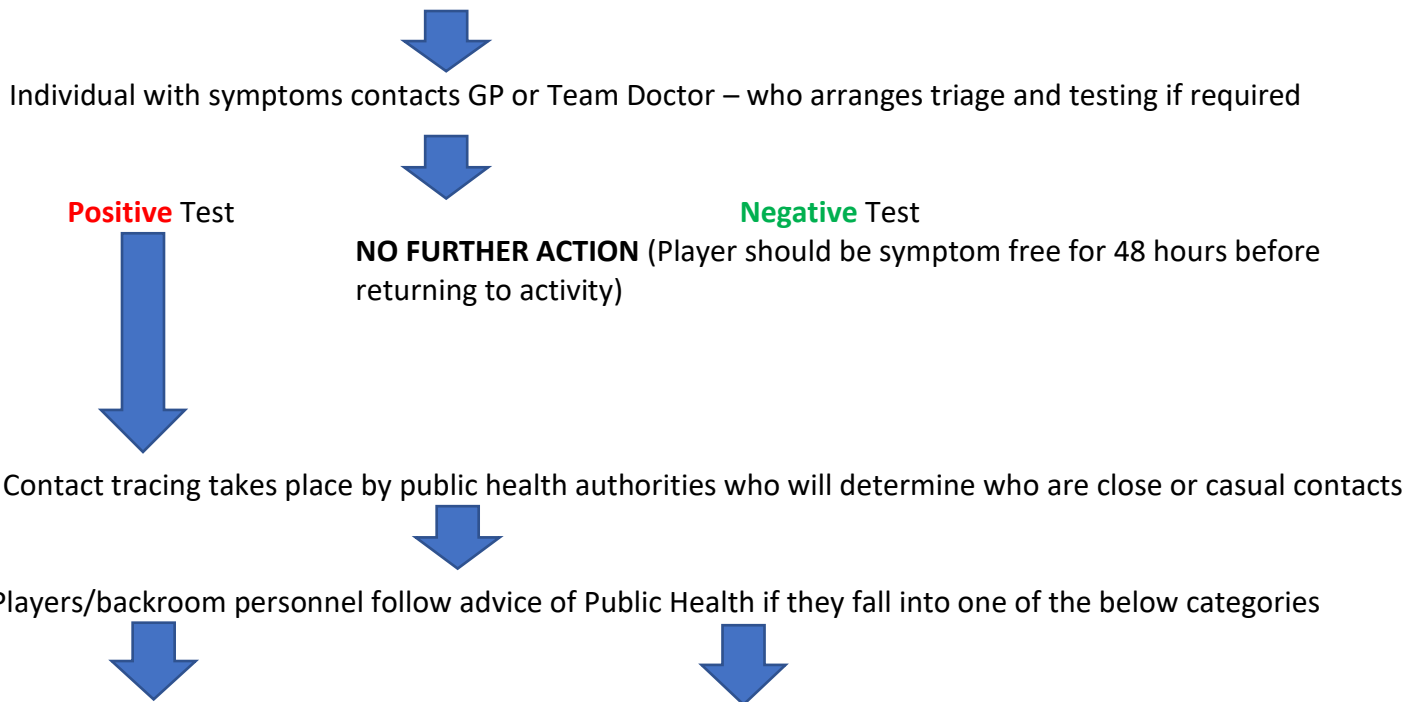 Individual with symptoms contacts GP or Team Doctor – who arranges triage and testing if required
Positive Test
Negative Test
NO FURTHER ACTION (Player should be symptom free for 48 hours before
returning to activity)
Contact tracing takes place by public health authorities who will determine who are close or casual contacts
Players/backroom personnel follow advice of Public Health if they fall into one of the below categories